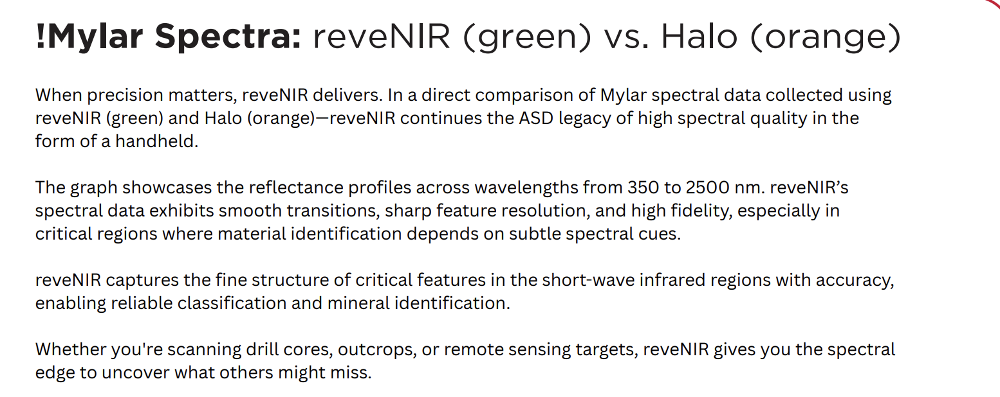 !Mylar Spectra: reveNIR (green) vs. Halo (orange)
When precision matters, reveNIR delivers. In a direct comparison of Mylar spectral data collected using
reveNIR (green) and Halo (orange)—reveNIR continues the ASD legacy of high spectral quality in the
form of a handheld.
The graph showcases the reflectance profiles across wavelengths from 350 to 2500 nm. reveNIR’s
spectral data exhibits smooth transitions, sharp feature resolution, and high fidelity, especially in
critical regions where material identification depends on subtle spectral cues.
reveNIR captures the fine structure of critical features in the short-wave infrared regions with accuracy,
enabling reliable classification and mineral identification.
Whether you're scanning drill cores, outcrops, or remote sensing targets, reveNIR gives you the spectral
edge to uncover what others might miss.